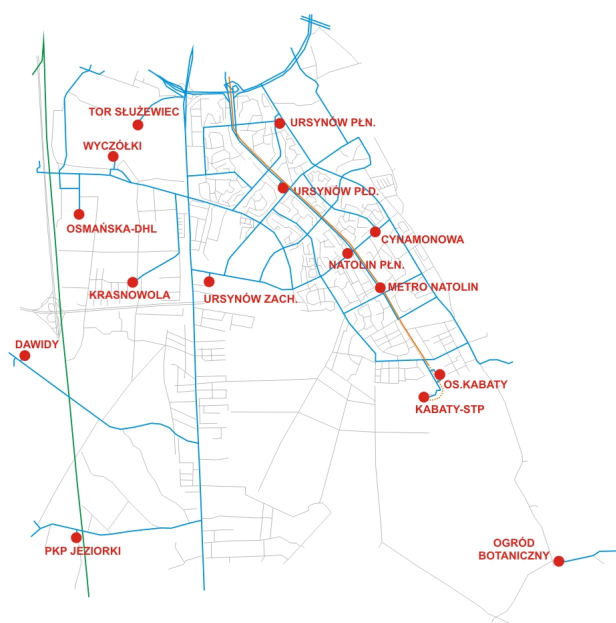 TOR SŁUŻEWIEC
URSYNÓW PŁN.
WYCZÓŁKI
URSYNÓW PŁD.
OSMAŃSKA-DHL
CYNAMONOWA
NATOLIN PŁN.
METRO NATOLIN
KRASNOWOLA
URSYNÓW ZACH.
DAWIDY
OS.KABATY
KABATY-STP
PKP JEZIORKI
OGRÓD
BOTANICZNY